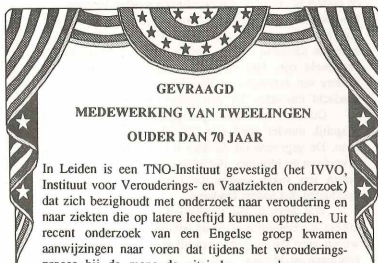 GEVRAAGD
MEDEWERKING VAN TWEELINGEN
OUDER DAN 70 JAAR
In Leiden is een TNO-Instituut gevestigd (het IVVO,
Instituut voor Verouderings- en Vaatziekten onderzoek)
dat zich bezighoudt met onderzoek naar veroudering en
naar ziekten die op latere leeftijd kunnen optreden. Uit
recent onderzoek van een Engelse groep kwamen
aanwijzingen naar voren dat tijdens het verouderings-